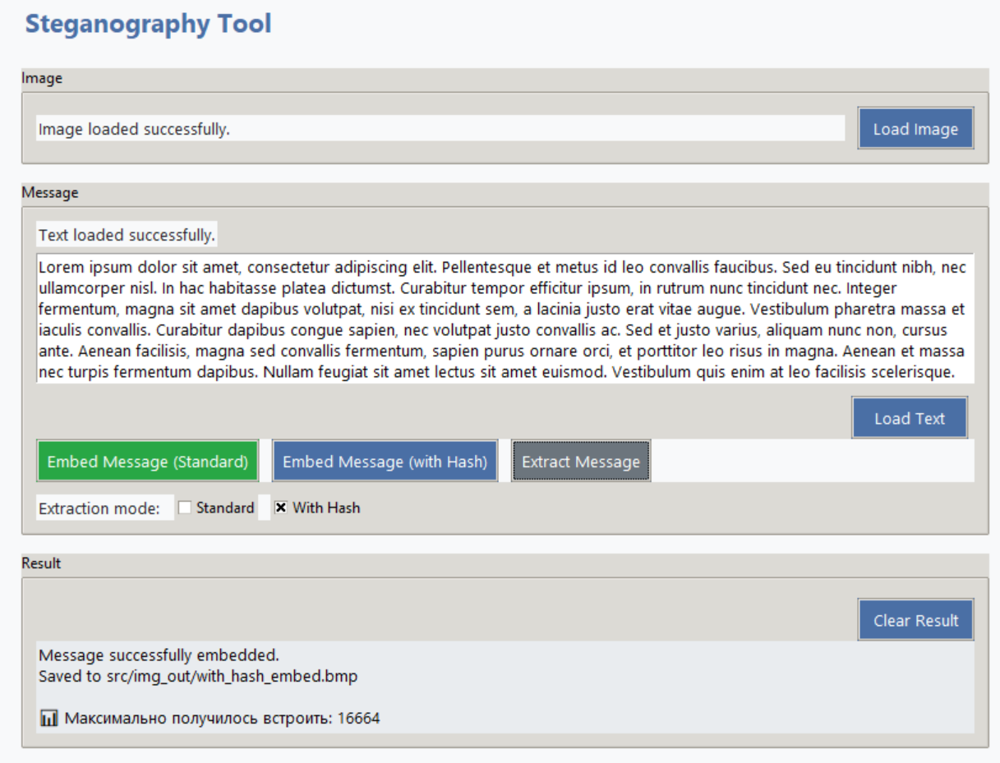 Steganography Tool
Image
Image loaded successfully.
Load Image
Message
Text loaded successfully.
Lorem ipsum dolor sit amet, consectetur adipiscing elit. Pellentesque et metus id leo convallis faucibus. Sed eu tincidunt nibh, nec
ullamcorper nisl. In hac habitasse platea dictumst. Curabitur tempor efficitur ipsum, in rutrum nunc tincidunt nec. Integer
fermentum, magna sit amet dapibus volutpat, nisi ex tincidunt sem, a lacinia justo erat vitae augue. Vestibulum pharetra massa et
iaculis convallis. Curabitur dapibus congue sapien, nec volutpat justo convallis ac. Sed et justo varius, aliquam nunc non, cursus
ante. Aenean facilisis, magna sed convallis fermentum, sapien purus ornare orci, et porttitor leo risus in magna. Aenean et massa
nec turpis fermentum dapibus. Nullam feugiat sit amet lectus sit amet euismod. Vestibulum quis enim at leo facilisis scelerisque.
Load Text
Embed Message (Standard) Embed Message (with Hash) Extract Message
Extraction mode: Standard With Hash
Result
Clear Result
Message successfully embedded.
Saved to src/img_out/with_hash_embed.bmp
Максимально получилось встроить: 16664